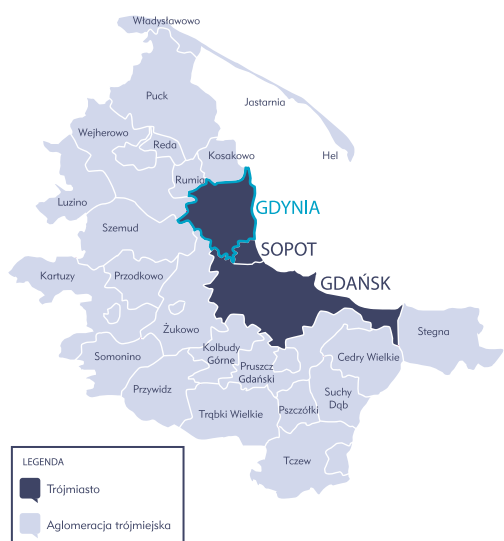 Władysławowo
Puck
Jastarnia
Wejherowo
Reda
Kosakowo
Hel
Rumia
Luzino
GDYNIA
Szemud
SOPOT
Kartuzy
Przodkowo
GDAŃSK
Żukowo
Stegna
Kolbudy
Górne
Somonino
Cedry Wielkie
Pruszcz
Gdański
Przywidz
Suchy
Dąb
Trąbki Wielkie
Pszczółki
Tczew
LEGENDA
Trójmiasto
Aglomeracja trójmiejska